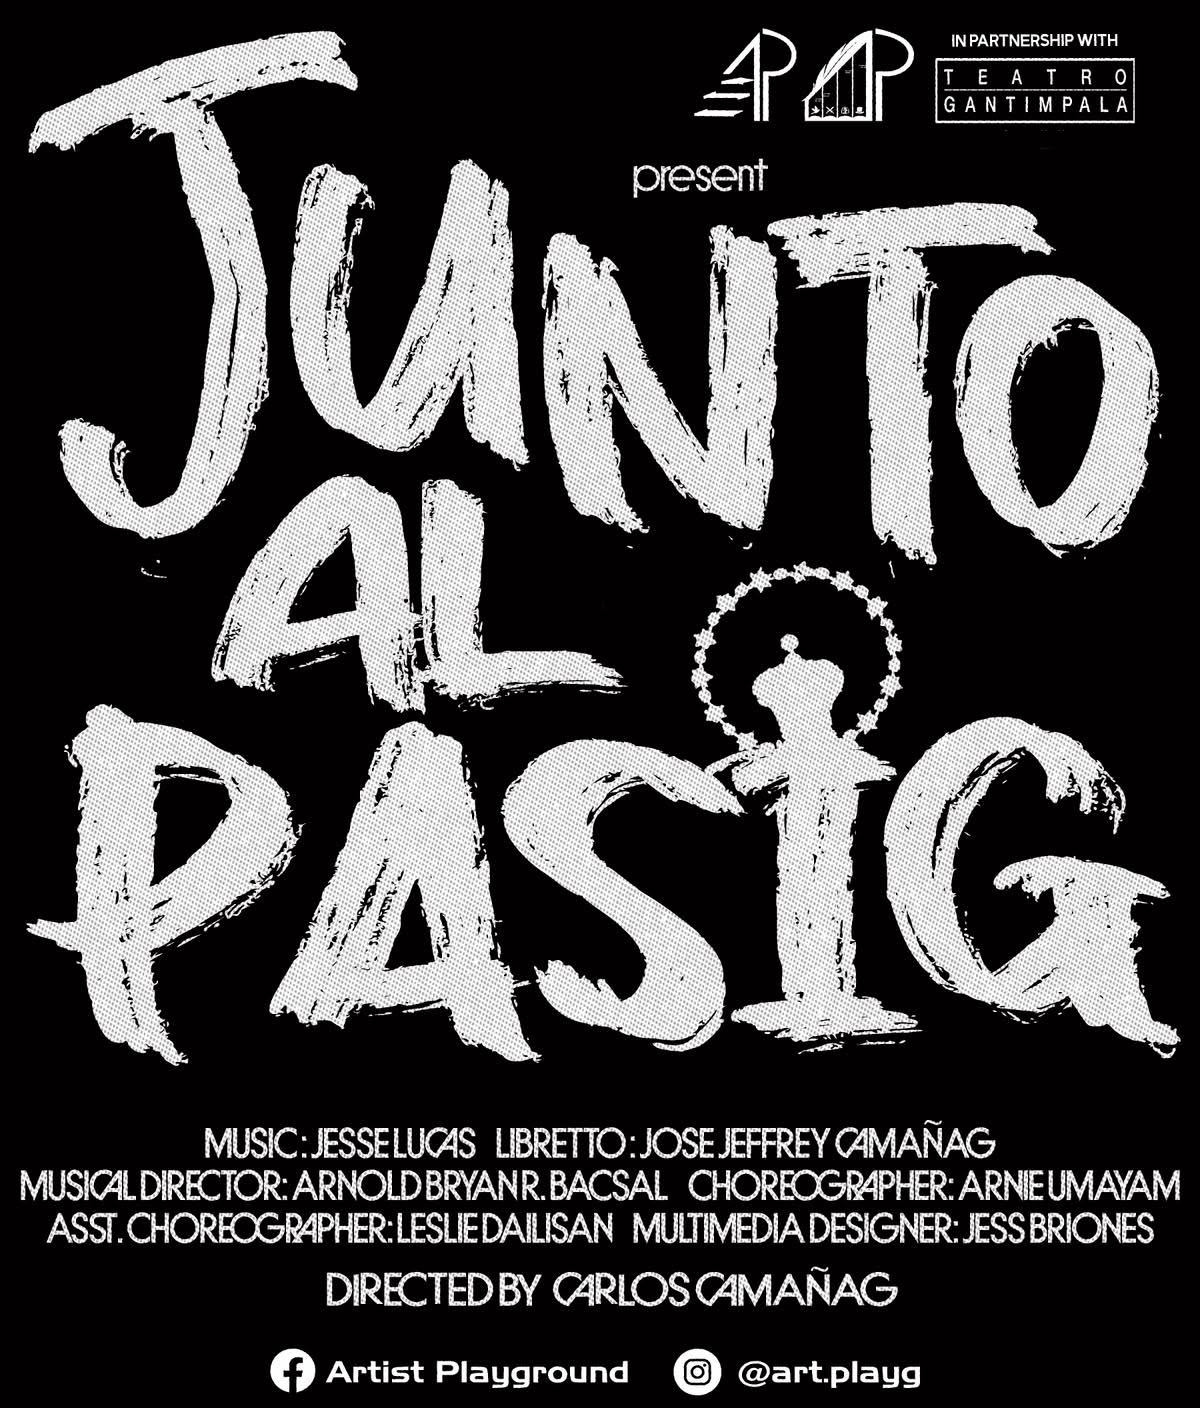 AP AP
IN PARTNERSHIP WITH
TEATRO
GANTIMPALA
present
JUNTO
AL
PASIG
MUSIC: JESSE LUCAS LIBRETTO: JOSE JEFFREY CAMAÑAG
MUSICAL DIRECTOR: ARNOLD BRYAN R. BACSAL CHOREOGRAPHER: ARNIE UMAYAM
ASST. CHOREOGRAPHER: LESLIE DAILISAN MULTIMEDIA DESIGNER: JESS BRIONES
DIRECTED BY CARLOS CAMAÑAG
Artist Playground @art.playg